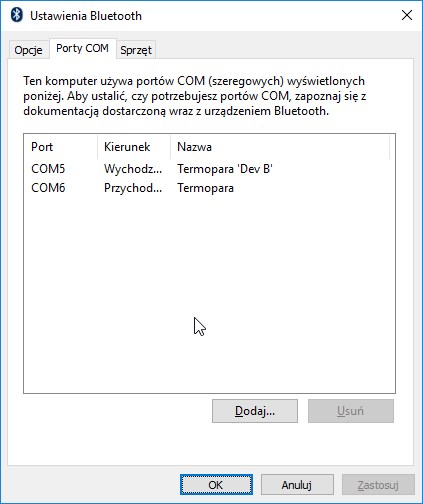 Ustawienia Bluetooth
Opcje Porty COM Sprzęt
Ten komputer używa portów COM (szeregowych) wyświetlonych
poniżej. Aby ustalić, czy potrzebujesz portów COM, zapoznaj się z
dokumentacją dostarczoną wraz z urządzeniem Bluetooth.
Port Kierunek Nazwa
COM5 Wychodz... Termopara 'Dev B'
COM6 Przychod... Termopara
Dodaj... Usuń
OK Anuluj Zastosuj